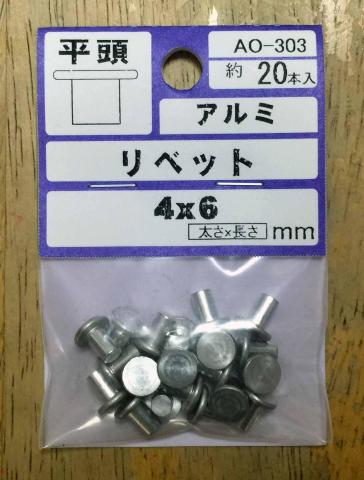 平頭
AO-303
約 20本入
アルミ
リベット
4x6
太さ×長さ mm